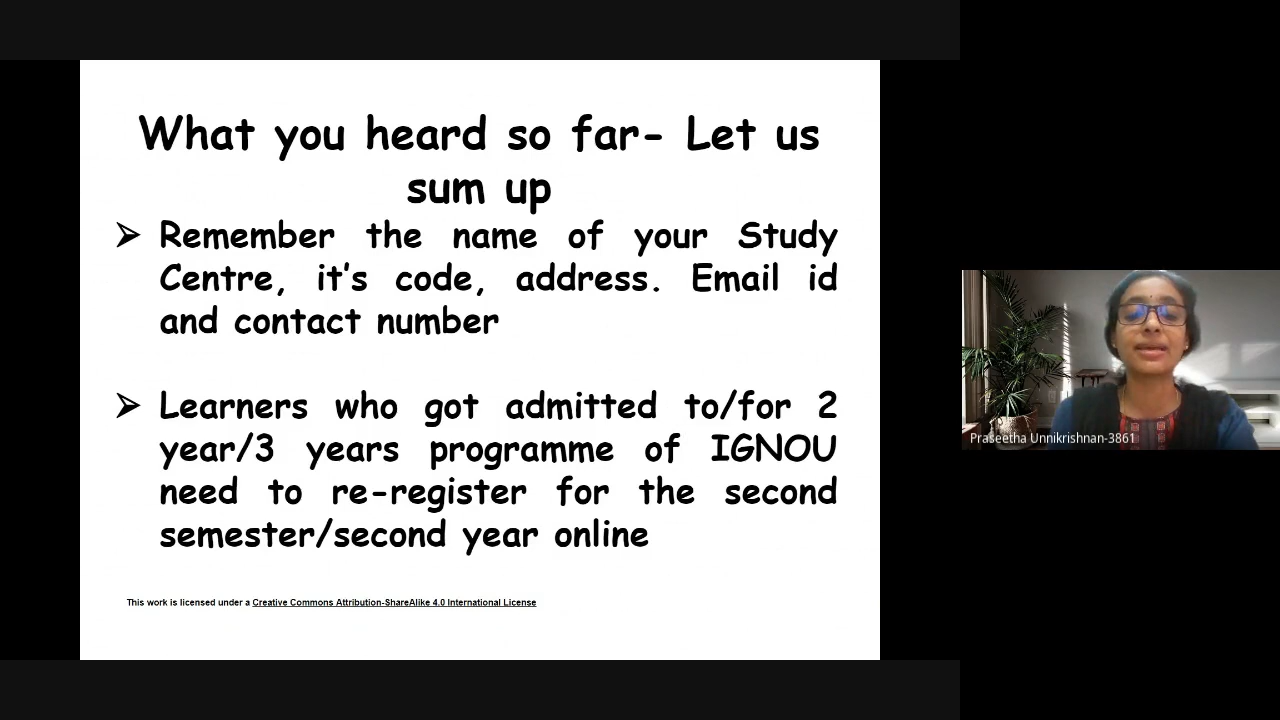 What you heard so far- Let us
sum up
➢ Remember the name of your Study
Centre, it's code, address. Email id
and contact number
➢ Learners who got admitted to/for 2
year/3 years programme of IGNOU
need to re-register for the second
semester/second year online
This work is licensed under a Creative Commons Attribution-ShareAlike 4.0 International License
Praseetha Unnikrishnan-3861